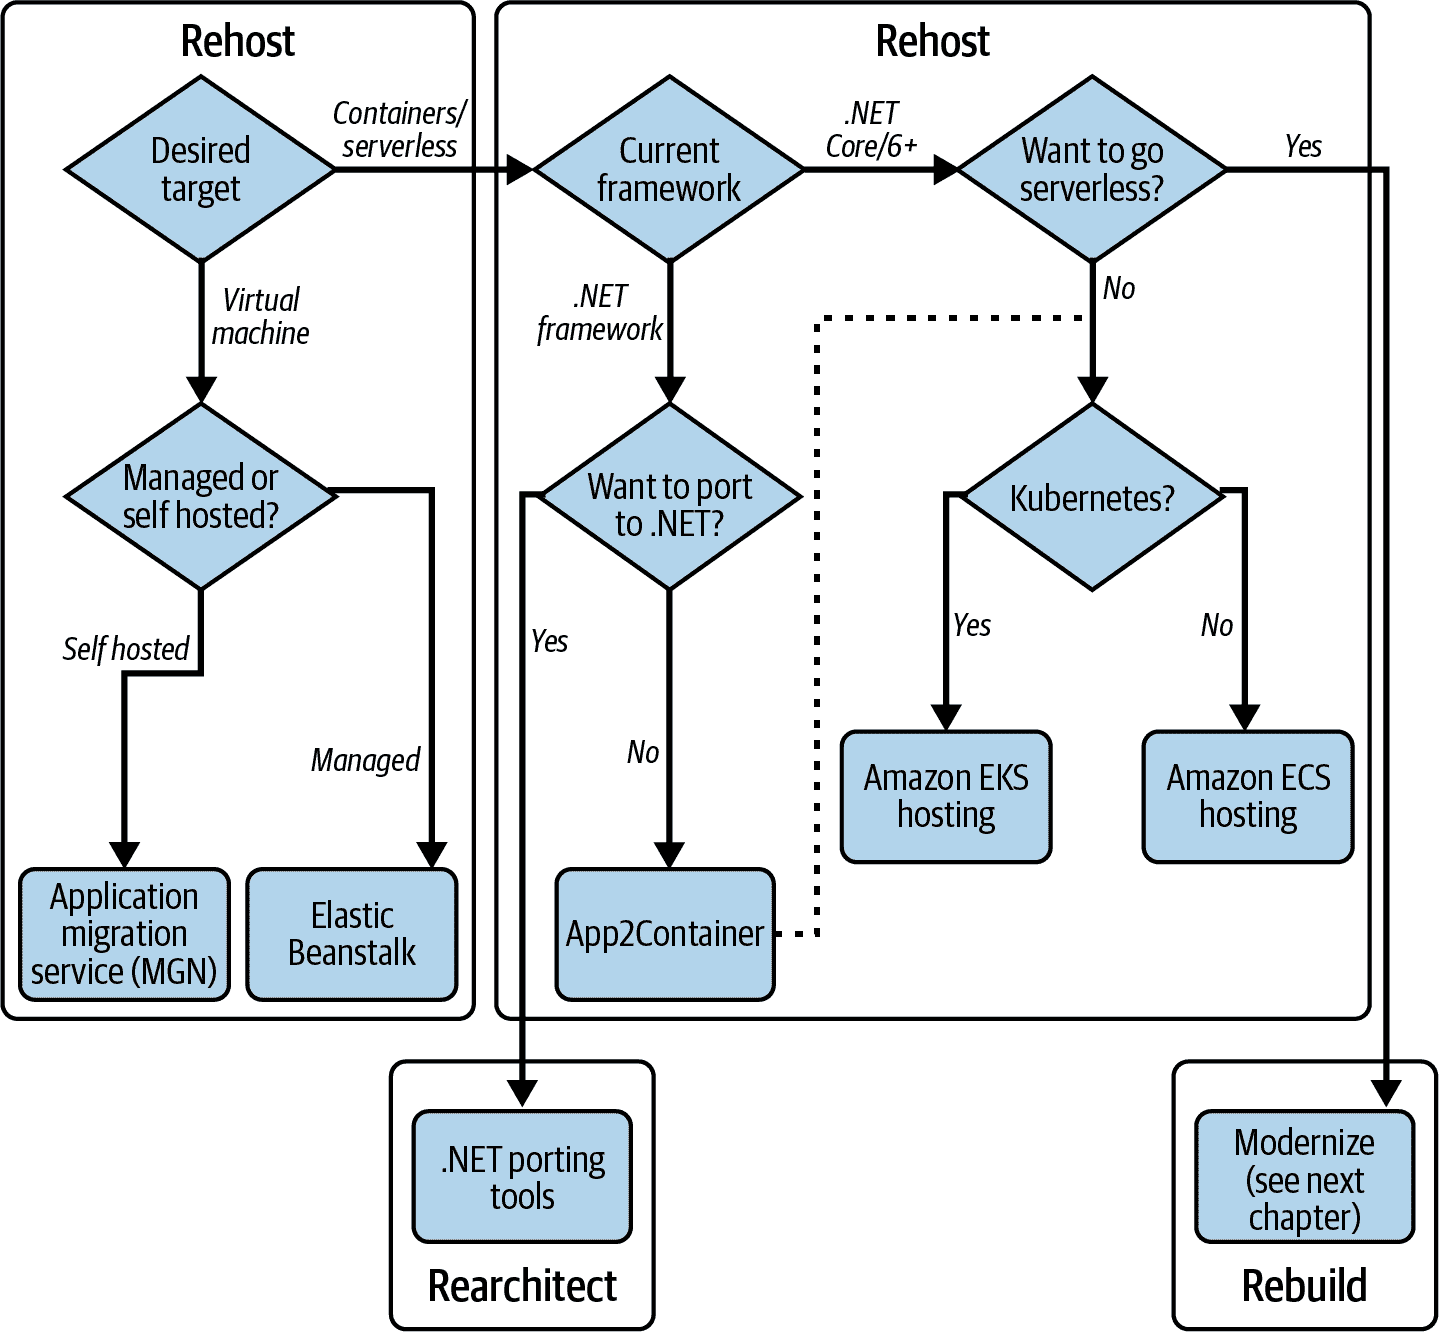 Rehost
Rehost
Desired
target
Containers/
serverless
Current
framework
.NET
Core/6+
Want to go
serverless?
Yes
Virtual
machine
.NET
framework
No
Managed or
self hosted?
Want to port
to .NET?
Kubernetes?
Self hosted
Managed
Yes
No
Yes
No
Application
migration
service (MGN)
Elastic
Beanstalk
App2Container
Amazon EKS
hosting
Amazon ECS
hosting
.NET porting
tools
Rearchitect
Modernize
(see next
chapter)
Rebuild